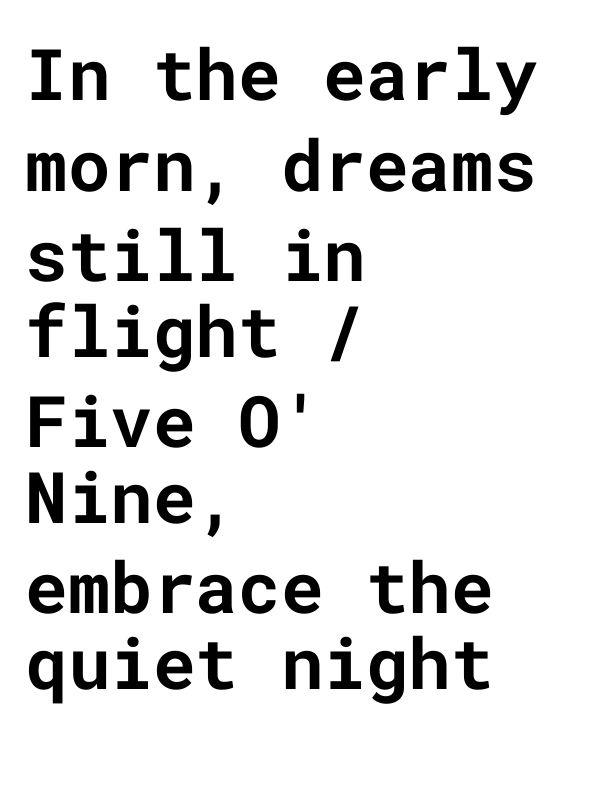 In the early
morn, dreams
still in
flight /
Five O'
Nine,
embrace the
quiet night